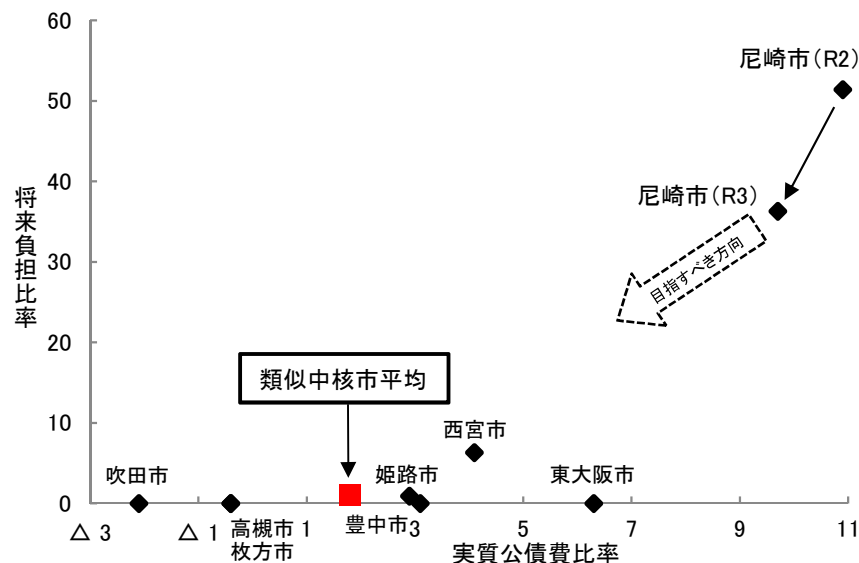 60
50
40
30
20
10
0
将来負担比率
尼崎市（R2）
尼崎市（R3）
目指すべき方向
類似中核市平均
西宮市
吹田市
姫路市
東大阪市
高槻市
枚方市
豊中市
△ 3
△ 1
1
3
5
7
9
11
実質公債費比率